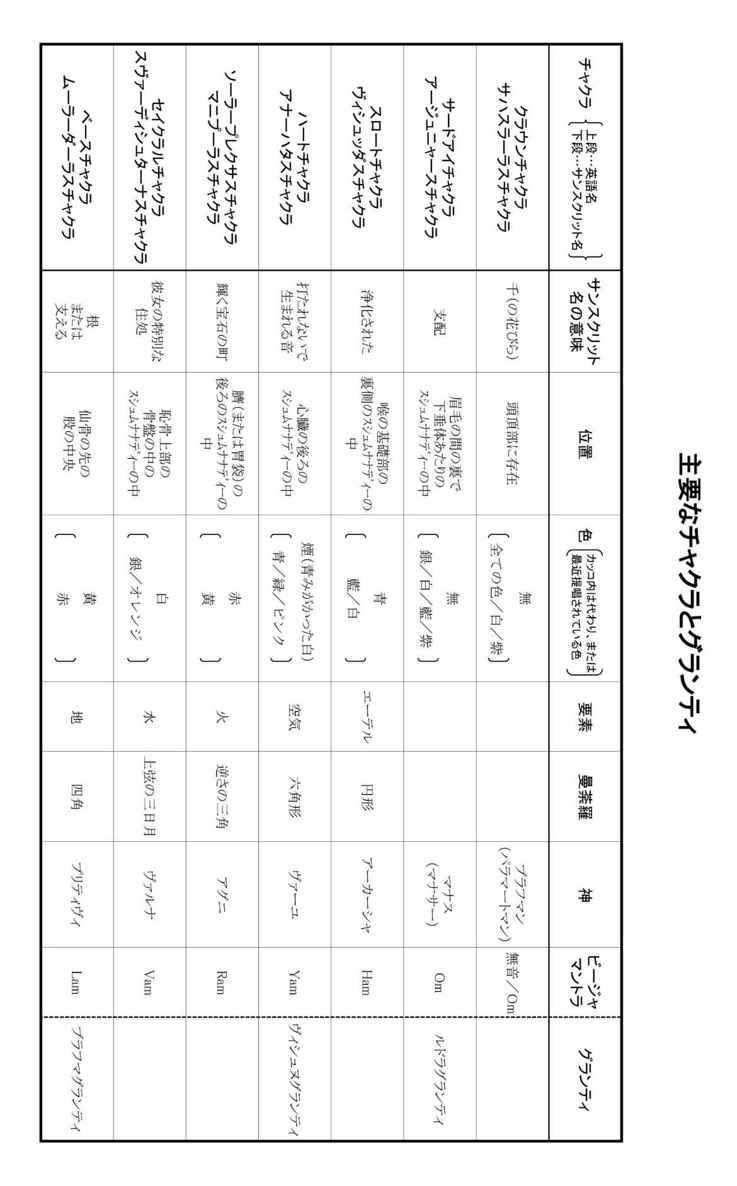 主要なチャクラとグランティ
チャクラ｛上段…英語名
下段…サンスクリット名｝
サンスクリット
名の意味
位置
色（カッコ内は代わり、または
最近提唱されている色）
要素
曼荼羅
神
ビージャ
マントラ
グランティ
クラウンチャクラ
サハスラーラスチャクラ
千（の花びら）
頭頂部に存在
無
（全ての色／白／紫）
ブラフマン
（パラマートマン）
無音／Om
サードアイチャクラ
アージュニャースチャクラ
支配
眉毛の間の裏で
下垂体あたりの
スシュムナナディーの中
無
（銀／白／藍／紫）
マナス
（マナサー）
Om
ルドラグランティ
スロートチャクラ
ヴィシュッダスチャクラ
浄化された
喉の基礎部の
裏側のスシュムナナディーの
中
青
（藍／白）
エーテル
円形
アーカーシャ
Ham
ハートチャクラ
アナーハタスチャクラ
打たれないで
生まれる音
心臓の後ろの
スシュムナナディーの中
煙（青みがかった白）
（青／緑／ピンク）
空気
六角形
ヴァーユ
Yam
ヴィシュヌグランティ
ソーラープレクサスチャクラ
マニプーラスチャクラ
輝く宝石の町
臍（または胃袋）の
後ろのスシュムナナディーの
中
赤
（黄）
火
逆さの三角
アグニ
Ram
セイクラルチャクラ
スヴァーディシュターナスチャクラ
彼女の特別な
住処
恥骨上部の
骨盤の中の
スシュムナナディーの中
白
（銀／オレンジ）
水
上弦の三日月
ヴァルナ
Vam
ベースチャクラ
ムーラーダーラスチャクラ
根
または
支える
仙骨の先の
股の中央
黄
（赤）
地
四角
プリティヴィ
Lam
ブラフマグランティ